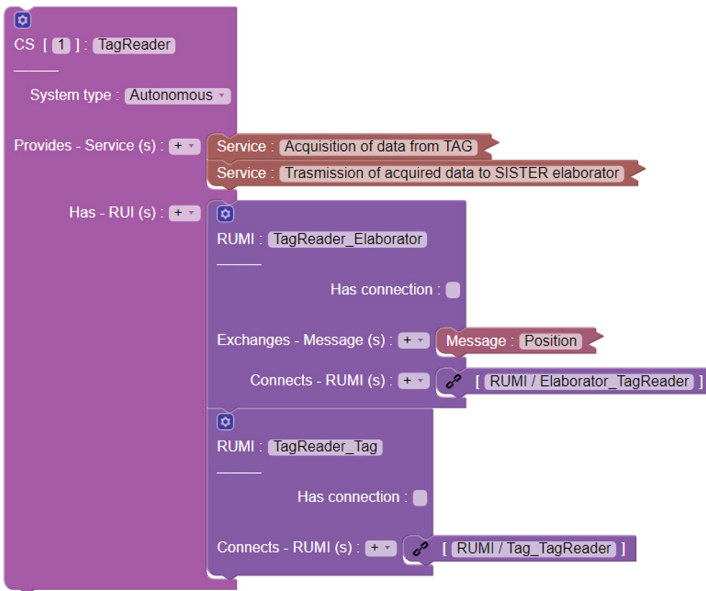 CS [ 1 ] : TagReader
System type : Autonomous
Provides - Service (s) : + Service : Acquisition of data from TAG
Service : Trasmission of acquired data to SISTER elaborator
Has - RUI (s) : +
RUMI : TagReader_Elaborator
Has connection :
Exchanges - Message (s) : + Message : Position
Connects - RUMI (s) : + [ RUMI / Elaborator_TagReader ]
RUMI : TagReader_Tag
Has connection :
Connects - RUMI (s) : + [ RUMI / Tag_TagReader ]